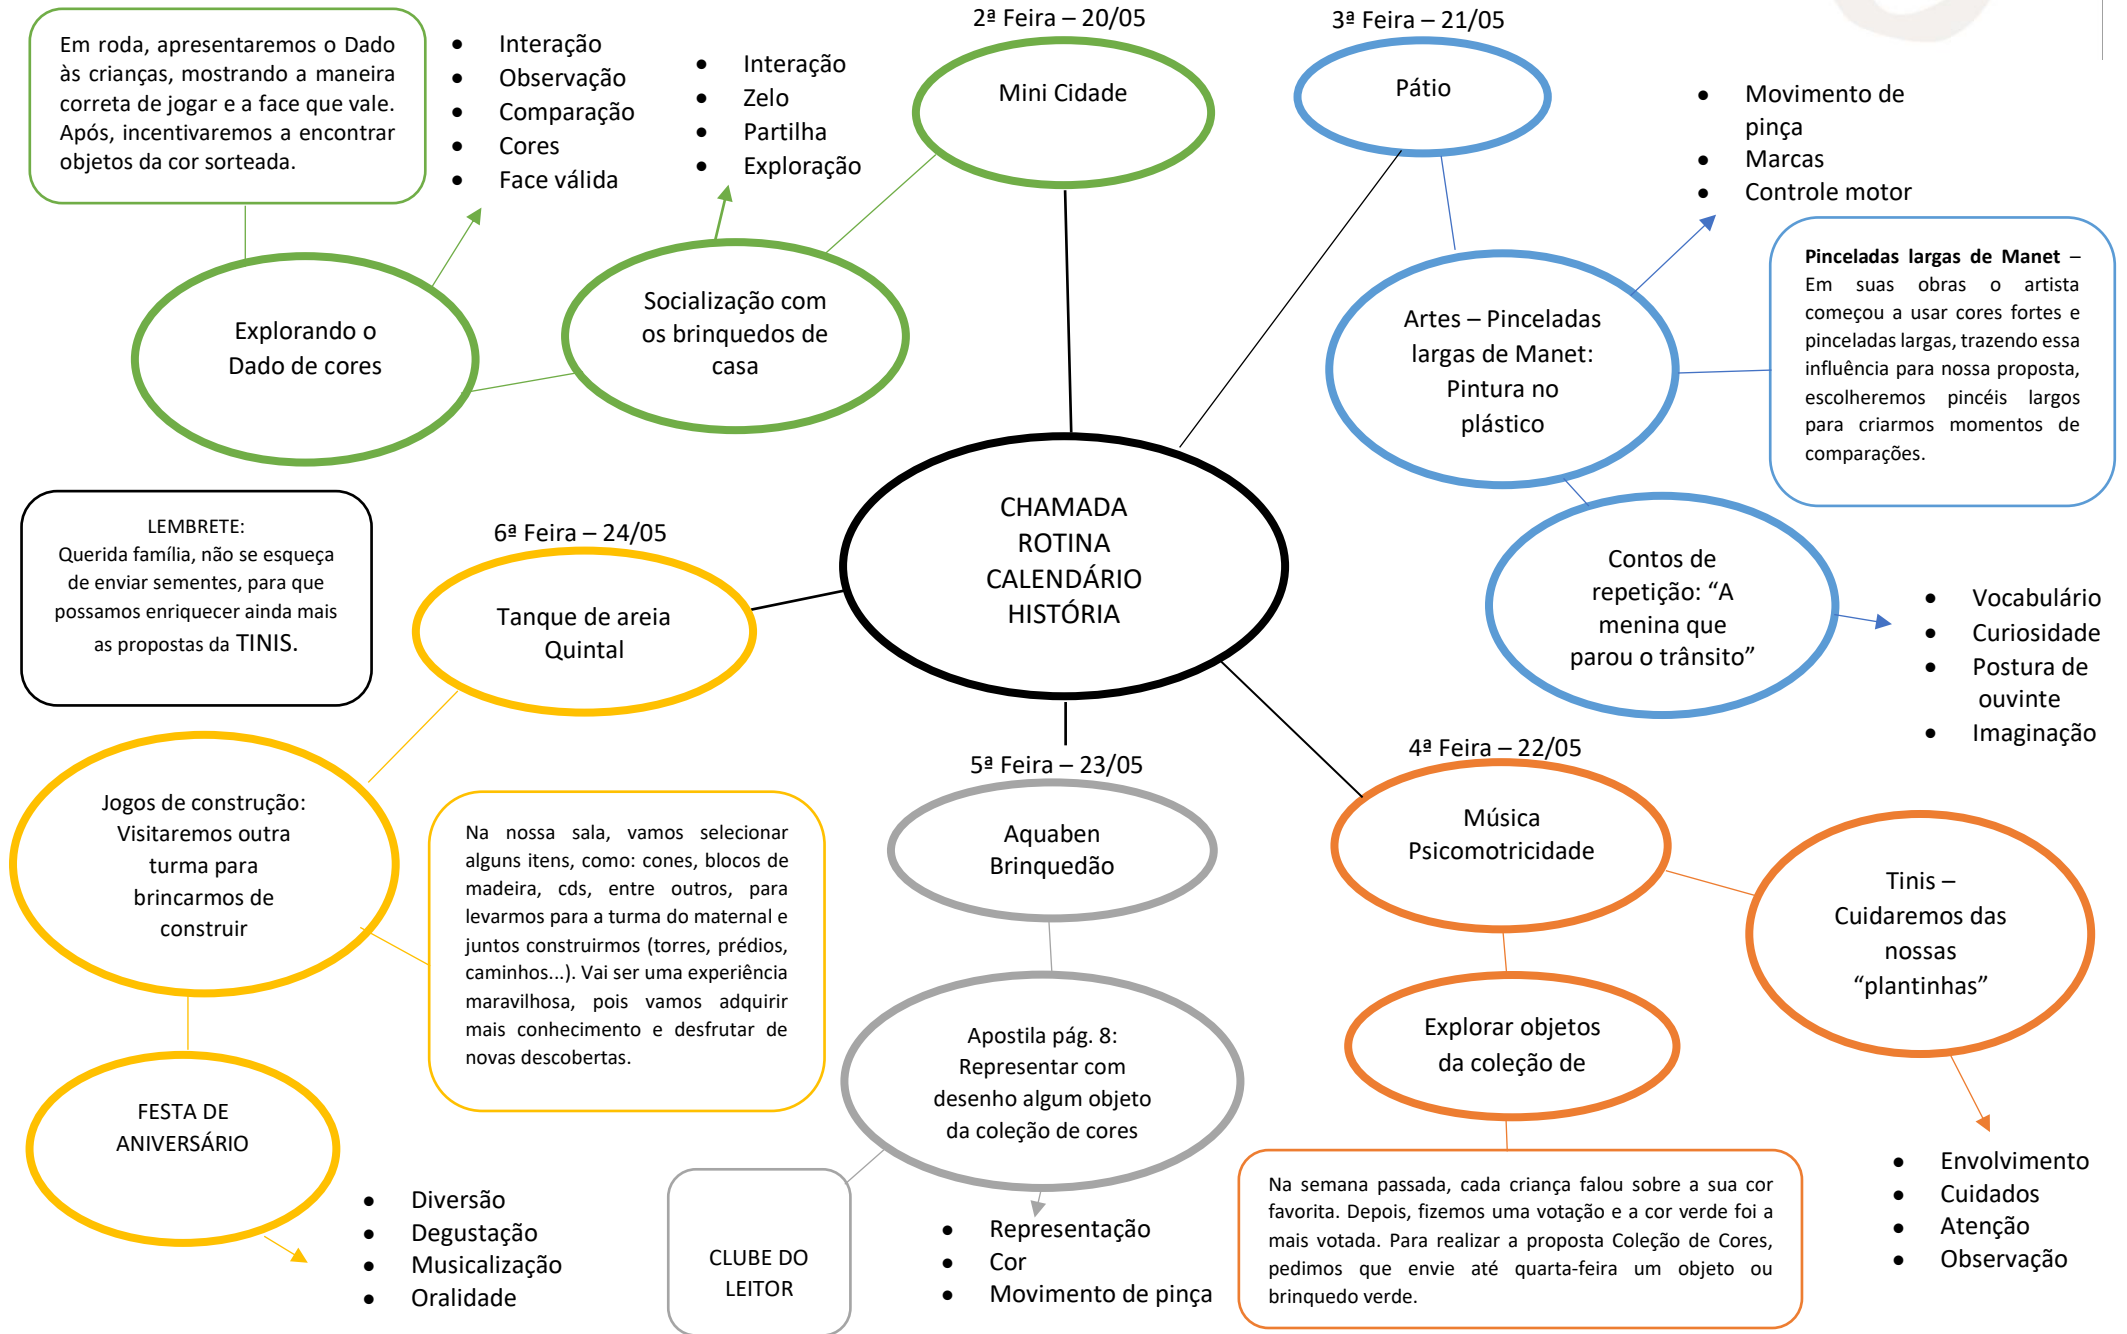 2ª Feira – 20/05
Mini Cidade
Em roda, apresentaremos o Dado
às crianças, mostrando a maneira
correta de jogar e a face que vale.
Após, incentivaremos a encontrar
objetos da cor sorteada.
• Interação
• Observação
• Comparação
• Cores
• Face válida
• Interação
• Zelo
• Partilha
• Exploração
Explorando o
Dado de cores
Socialização com
os brinquedos de
casa
3ª Feira – 21/05
Pátio
• Movimento de
pinça
• Marcas
• Controle motor
Artes – Pinceladas
largas de Manet:
Pintura no
plástico
Pinceladas largas de Manet –
Em suas obras o artista
começou a usar cores fortes e
pinceladas largas, trazendo essa
influência para nossa proposta,
escolheremos pincéis largos
para criarmos momentos de
comparações.
Contos de
repetição: “A
menina que
parou o trânsito”
• Vocabulário
• Curiosidade
• Postura de
ouvinte
• Imaginação
CHAMADA
ROTINA
CALENDÁRIO
HISTÓRIA
LEMBRETE:
Querida família, não se esqueça
de enviar sementes, para que
possamos enriquecer ainda mais
as propostas da TINIS.
6ª Feira – 24/05
Tanque de areia
Quintal
Jogos de construção:
Visitaremos outra
turma para
brincarmos de
construir
Na nossa sala, vamos selecionar
alguns itens, como: cones, blocos de
madeira, cds, entre outros, para
levarmos para a turma do maternal e
juntos construirmos (torres, prédios,
caminhos...). Vai ser uma experiência
maravilhosa, pois vamos adquirir
mais conhecimento e desfrutar de
novas descobertas.
FESTA DE
ANIVERSÁRIO
• Diversão
• Degustação
• Musicalização
• Oralidade
5ª Feira – 23/05
Aquaben
Brinquedão
Apostila pág. 8:
Representar com
desenho algum objeto
da coleção de cores
CLUBE DO
LEITOR
• Representação
• Cor
• Movimento de pinça
4ª Feira – 22/05
Música
Psicomotricidade
Explorar objetos
da coleção de
Na semana passada, cada criança falou sobre a sua cor
favorita. Depois, fizemos uma votação e a cor verde foi a
mais votada. Para realizar a proposta Coleção de Cores,
pedimos que envie até quarta-feira um objeto ou
brinquedo verde.
Tinis –
Cuidaremos das
nossas
“plantinhas”
• Envolvimento
• Cuidados
• Atenção
• Observação